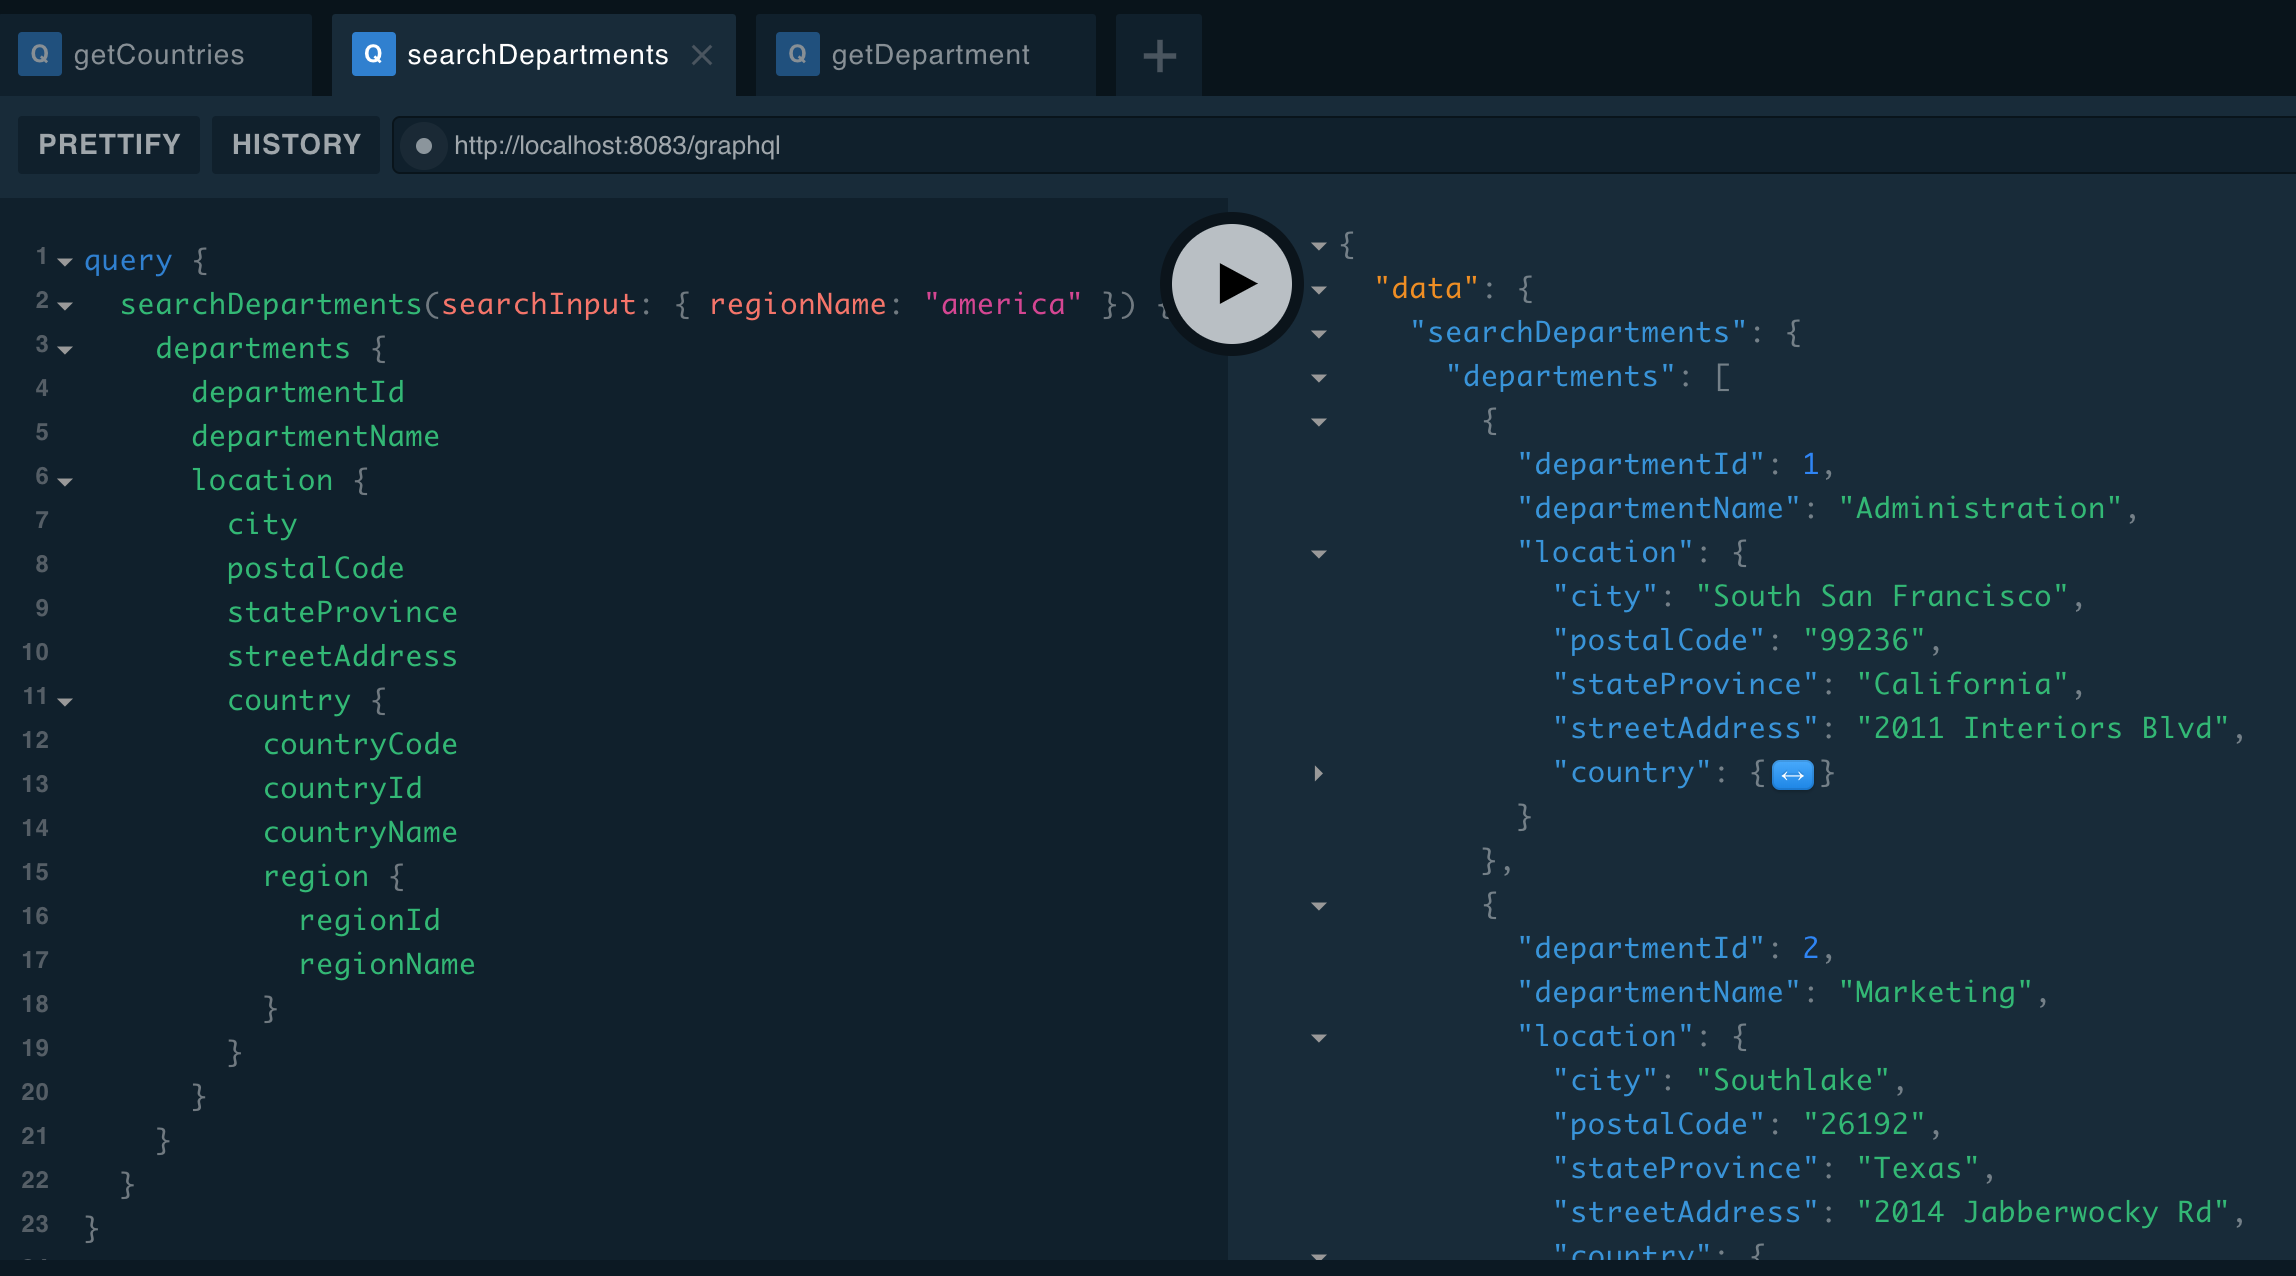 Q getCountries Q searchDepartments × Q getDepartment +
PRETTIFY HISTORY http://localhost:8083/graphql
1 query {
2 searchDepartments(searchInput: { regionName: "america" }) {
3 departments {
4 departmentId
5 departmentName
6 location {
7 city
8 postalCode
9 stateProvince
10 streetAddress
11 country {
12 countryCode
13 countryId
14 countryName
15 region {
16 regionId
17 regionName
18 }
19 }
20 }
21 }
22 }
23 }
{
"data": {
"searchDepartments": {
"departments": [
{
"departmentId": 1,
"departmentName": "Administration",
"location": {
"city": "South San Francisco",
"postalCode": "99236",
"stateProvince": "California",
"streetAddress": "2011 Interiors Blvd",
"country": {↔}
}
},
{
"departmentId": 2,
"departmentName": "Marketing",
"location": {
"city": "Southlake",
"postalCode": "26192",
"stateProvince": "Texas",
"streetAddress": "2014 Jabberwocky Rd",
"country": {